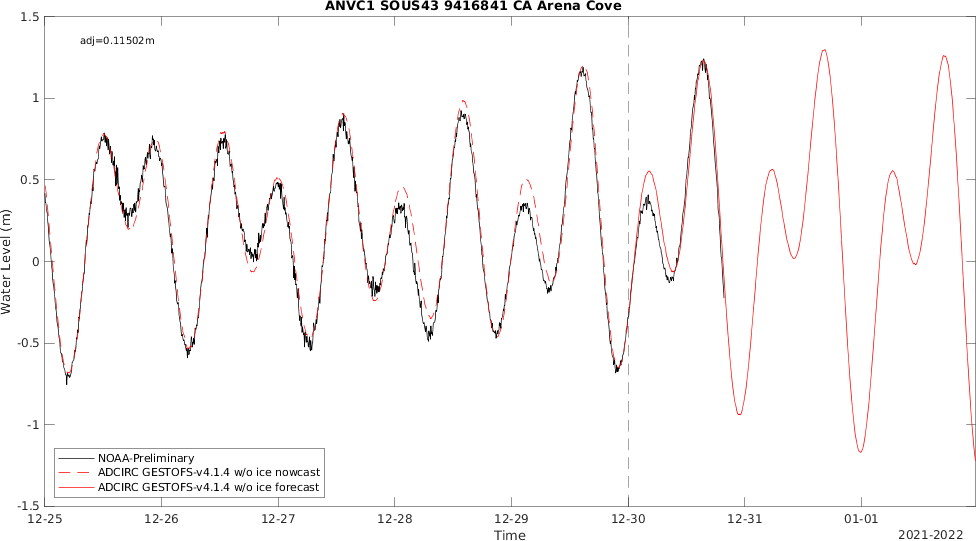 ANVC1 SOUS43 9416841 CA Arena Cove
adj=0.11502m
1.5
1
0.5
0
-0.5
-1
-1.5
Water Level (m)
NOAA-Preliminary
ADCIRC GESTOFS-v4.1.4 w/o ice nowcast
ADCIRC GESTOFS-v4.1.4 w/o ice forecast
12-25 12-26 12-27 12-28 12-29 12-30 12-31 01-01
Time
2021-2022